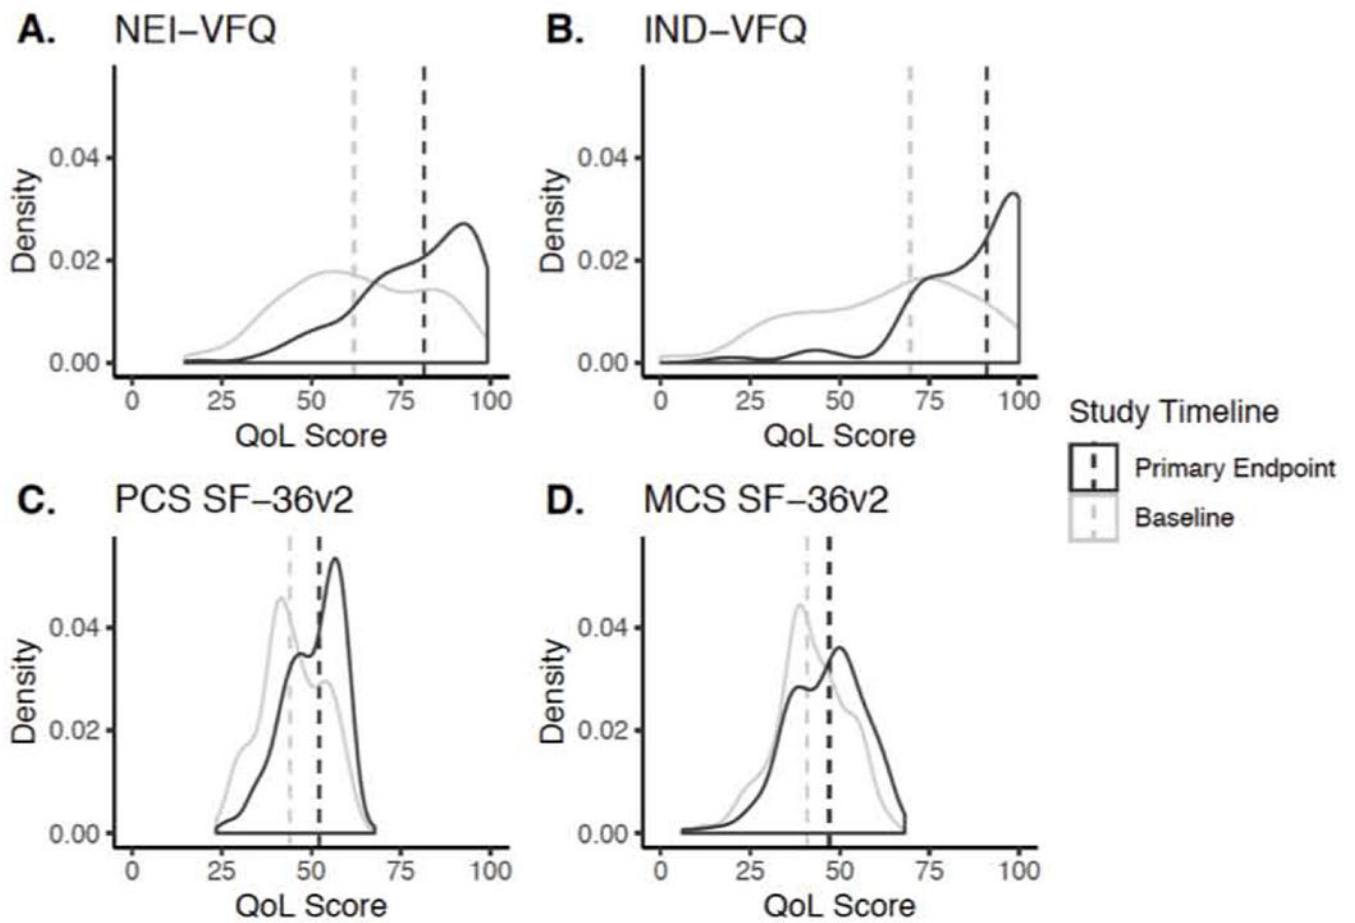 A. NEI–VFQ
B. IND–VFQ
Density
0.04
0.02
0.00
0 25 50 75 100
QoL Score
Density
0.04
0.02
0.00
0 25 50 75 100
QoL Score
Study Timeline
Primary Endpoint
Baseline
C. PCS SF–36v2
D. MCS SF–36v2
Density
0.04
0.02
0.00
0 25 50 75 100
QoL Score
Density
0.04
0.02
0.00
0 25 50 75 100
QoL Score